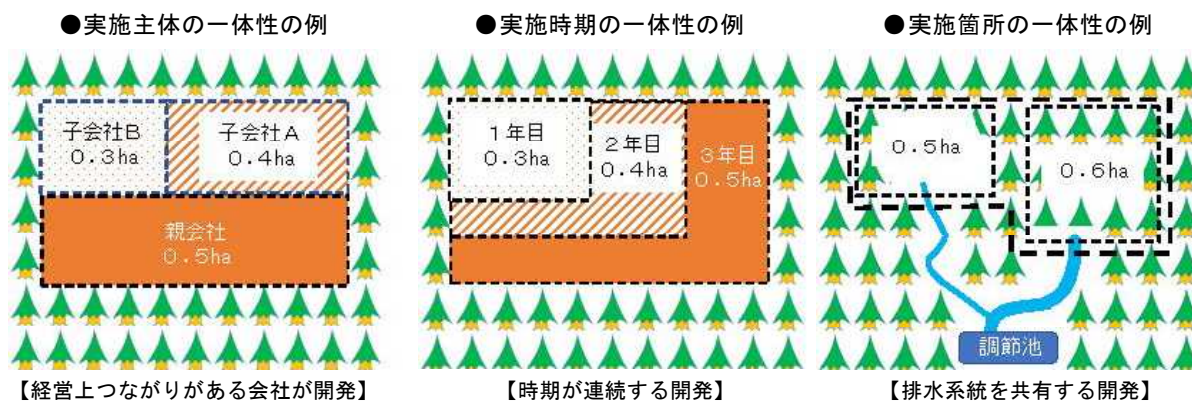 ●実施主体の一体性の例
子会社B
0.3ha
子会社A
0.4ha
親会社
0.5ha
【経営上つながりがある会社が開発】
●実施時期の一体性の例
1年目
0.3ha
2年目
0.4ha
3年目
0.5ha
【時期が連続する開発】
●実施箇所の一体性の例
0.5ha
0.6ha
調節池
【排水系統を共有する開発】